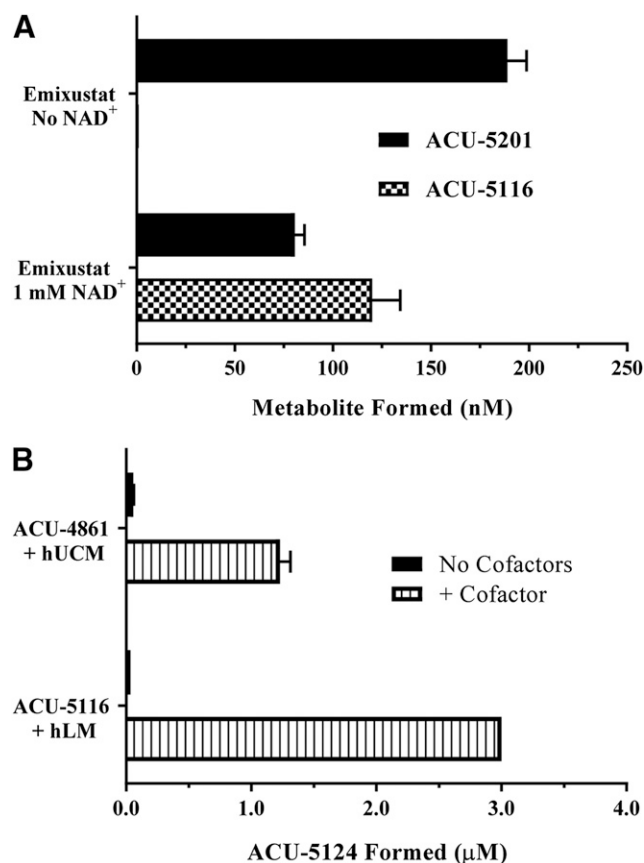 A
Emixustat
No NAD+
ACU-5201
ACU-5116
Emixustat
1 mM NAD+
0 50 100 150 200 250
Metabolite Formed (nM)
B
ACU-4861
+ hUCM
No Cofactors
+ Cofactor
ACU-5116
+ hLM
0.0 1.0 2.0 3.0 4.0
ACU-5124 Formed (μM)